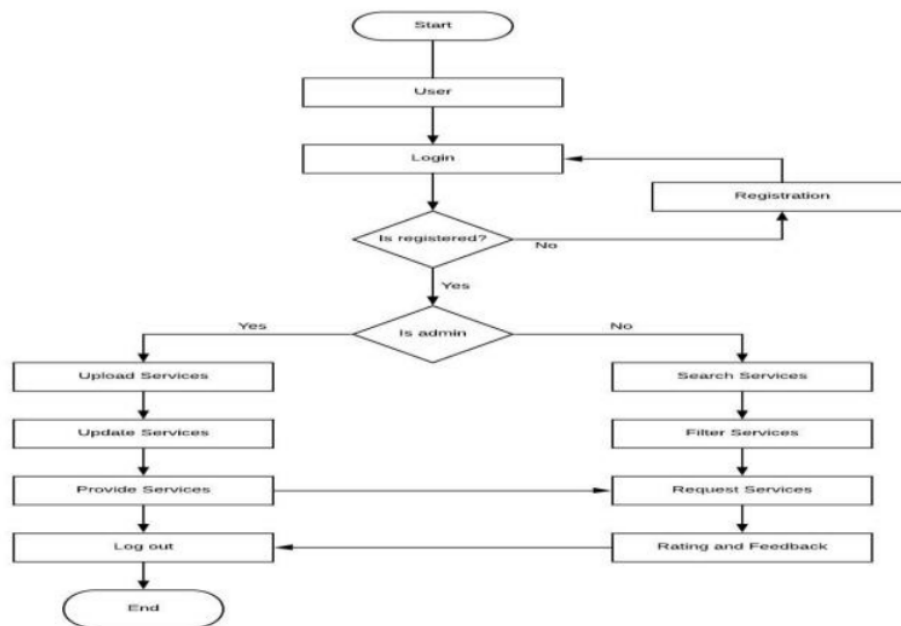 Start
User
Login
Registration
Is registered?
No
Yes
Is admin
Yes
No
Upload Services
Search Services
Update Services
Filter Services
Provide Services
Request Services
Log out
Rating and Feedback
End